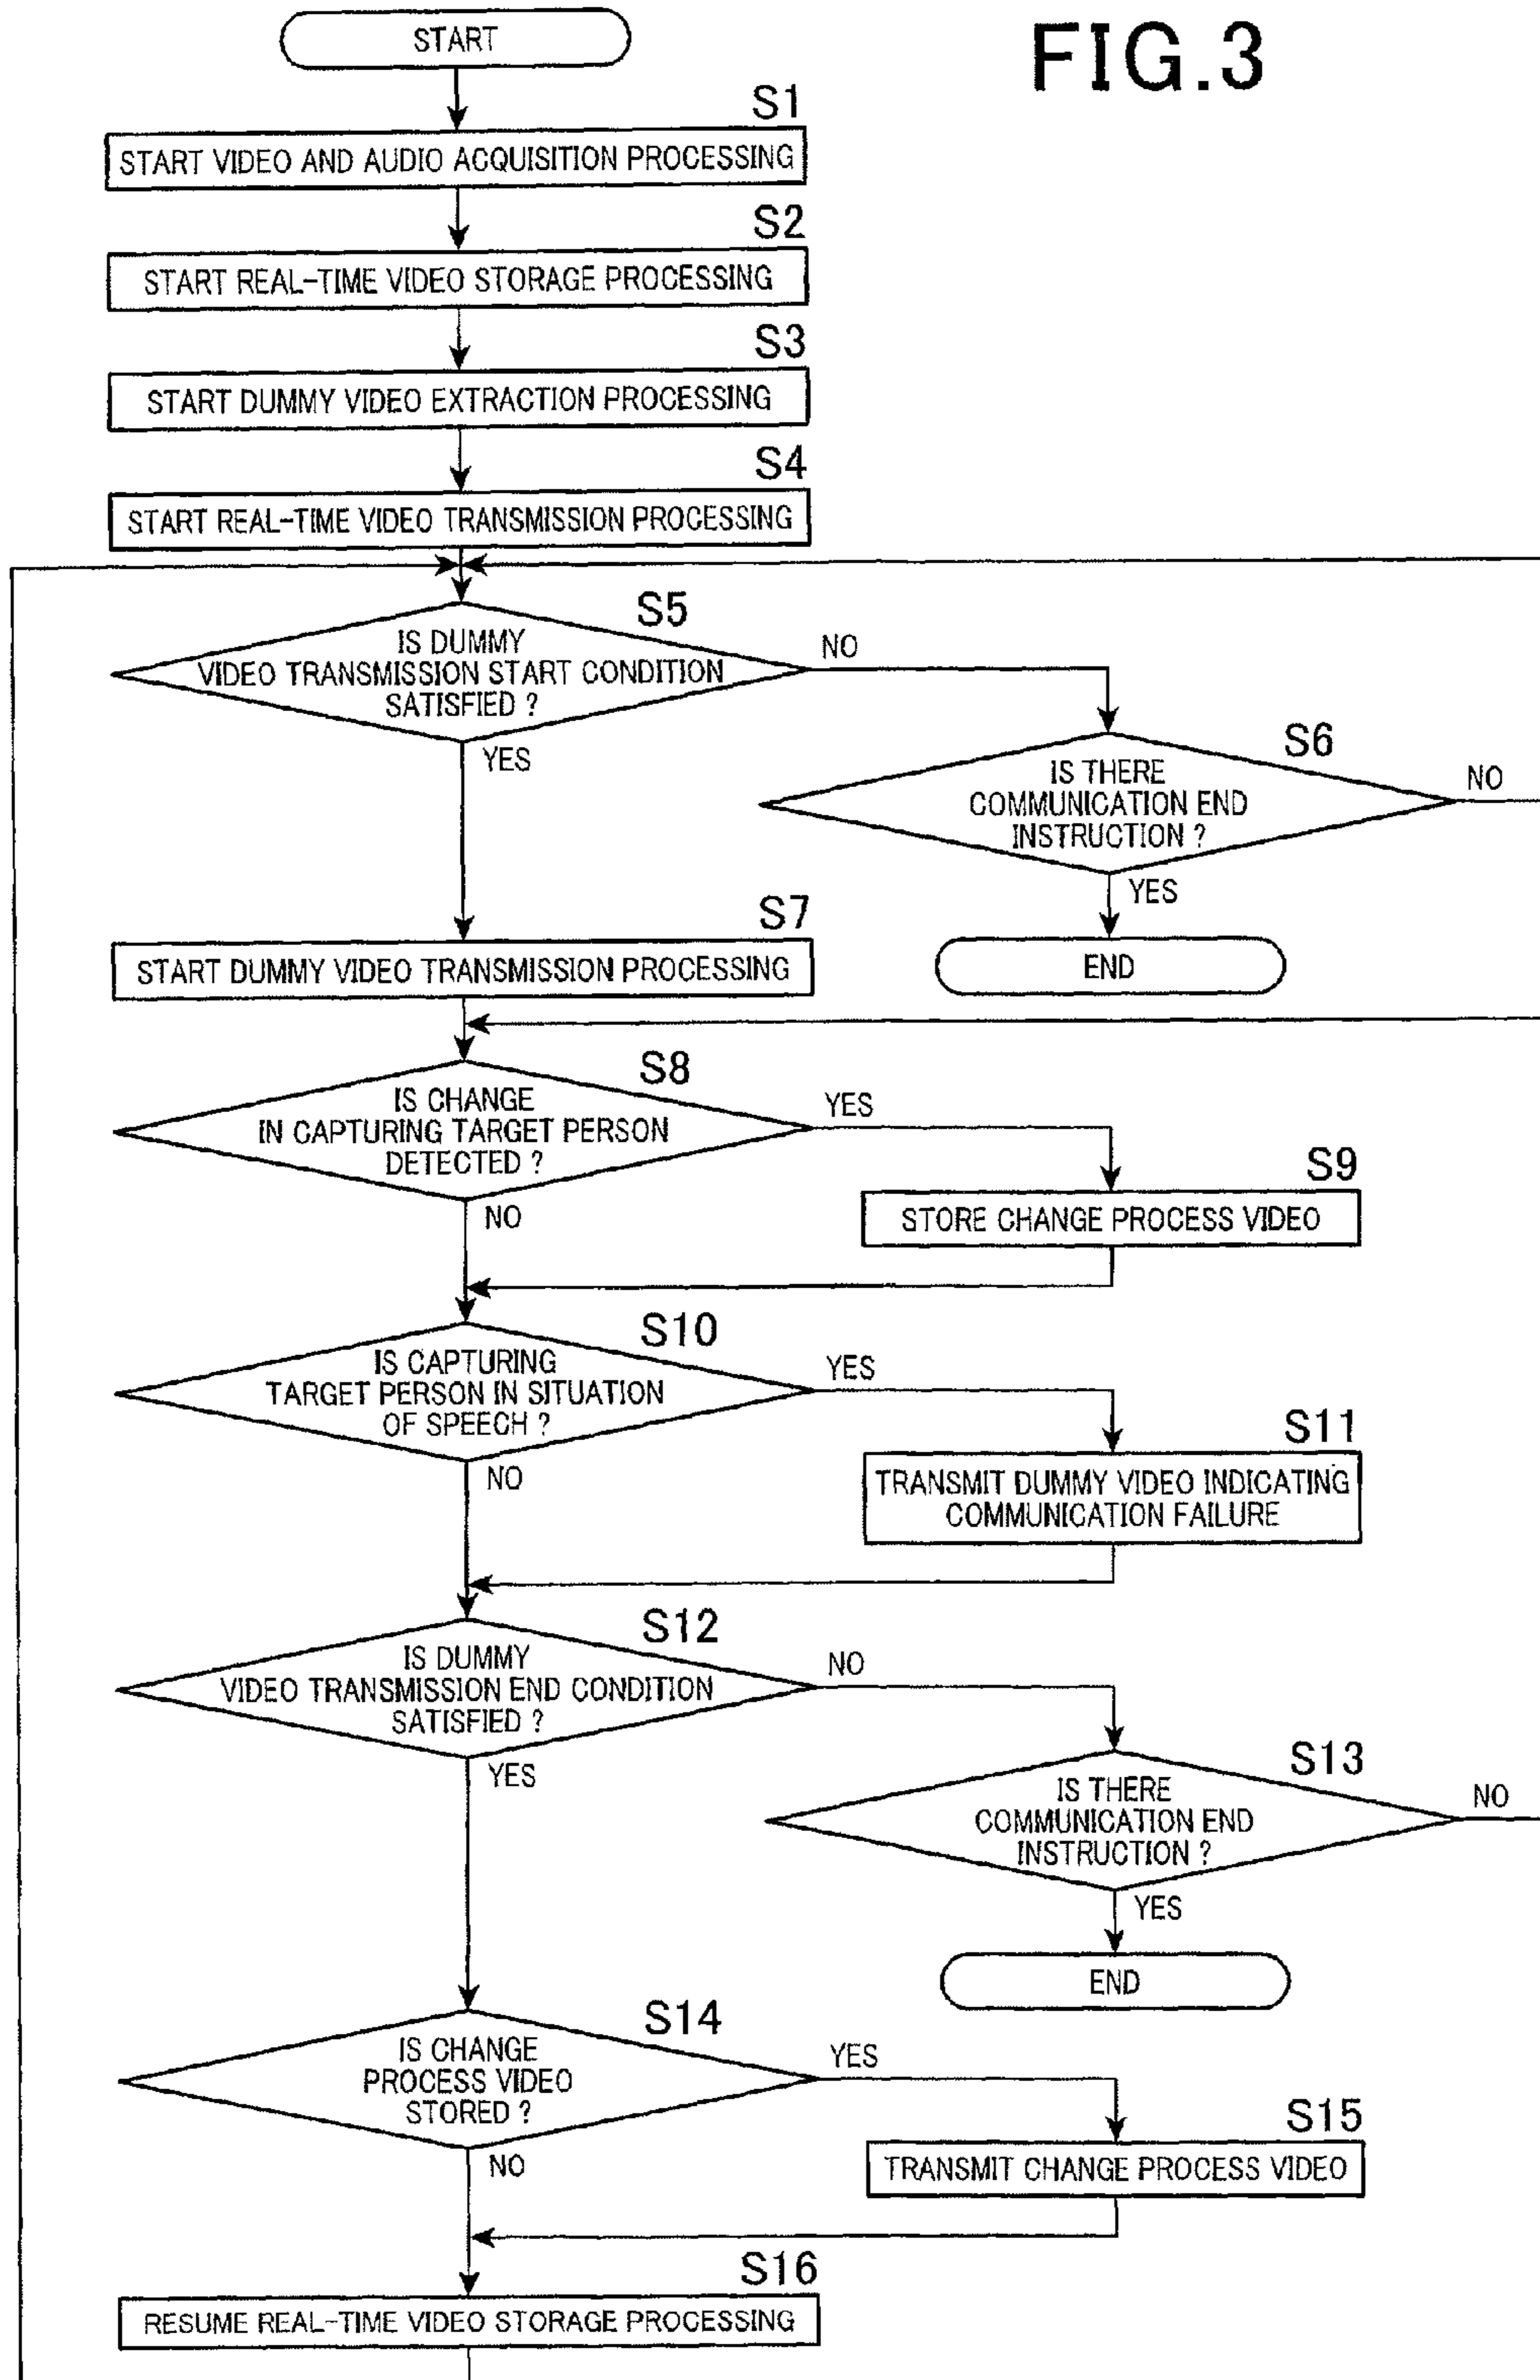 FIG.3
START
S1
START VIDEO AND AUDIO ACQUISITION PROCESSING
S2
START REAL-TIME VIDEO STORAGE PROCESSING
S3
START DUMMY VIDEO EXTRACTION PROCESSING
S4
START REAL-TIME VIDEO TRANSMISSION PROCESSING
S5
IS DUMMY
VIDEO TRANSMISSION START CONDITION
SATISFIED ?
NO
YES
S6
IS THERE
COMMUNICATION END
INSTRUCTION ?
NO
YES
END
S7
START DUMMY VIDEO TRANSMISSION PROCESSING
S8
IS CHANGE
IN CAPTURING TARGET PERSON
DETECTED ?
YES
NO
S9
STORE CHANGE PROCESS VIDEO
S10
IS CAPTURING
TARGET PERSON IN SITUATION
OF SPEECH ?
YES
NO
S11
TRANSMIT DUMMY VIDEO INDICATING
COMMUNICATION FAILURE
S12
IS DUMMY
VIDEO TRANSMISSION END CONDITION
SATISFIED ?
NO
YES
S13
IS THERE
COMMUNICATION END
INSTRUCTION ?
NO
YES
END
S14
IS CHANGE
PROCESS VIDEO
STORED ?
YES
NO
S15
TRANSMIT CHANGE PROCESS VIDEO
S16
RESUME REAL-TIME VIDEO STORAGE PROCESSING